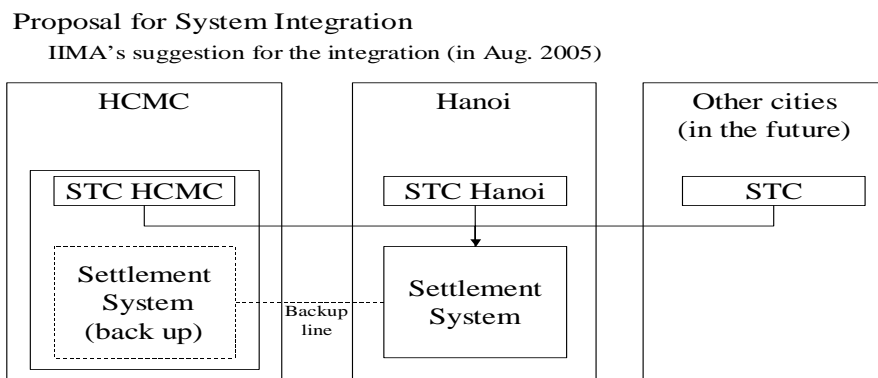 Proposal for System Integration
IIMA's suggestion for the integration (in Aug. 2005)
HCMC
Hanoi
Other cities
(in the future)
STC HCMC
STC Hanoi
STC
Settlement
System
(back up)
Backup
line
Settlement
System